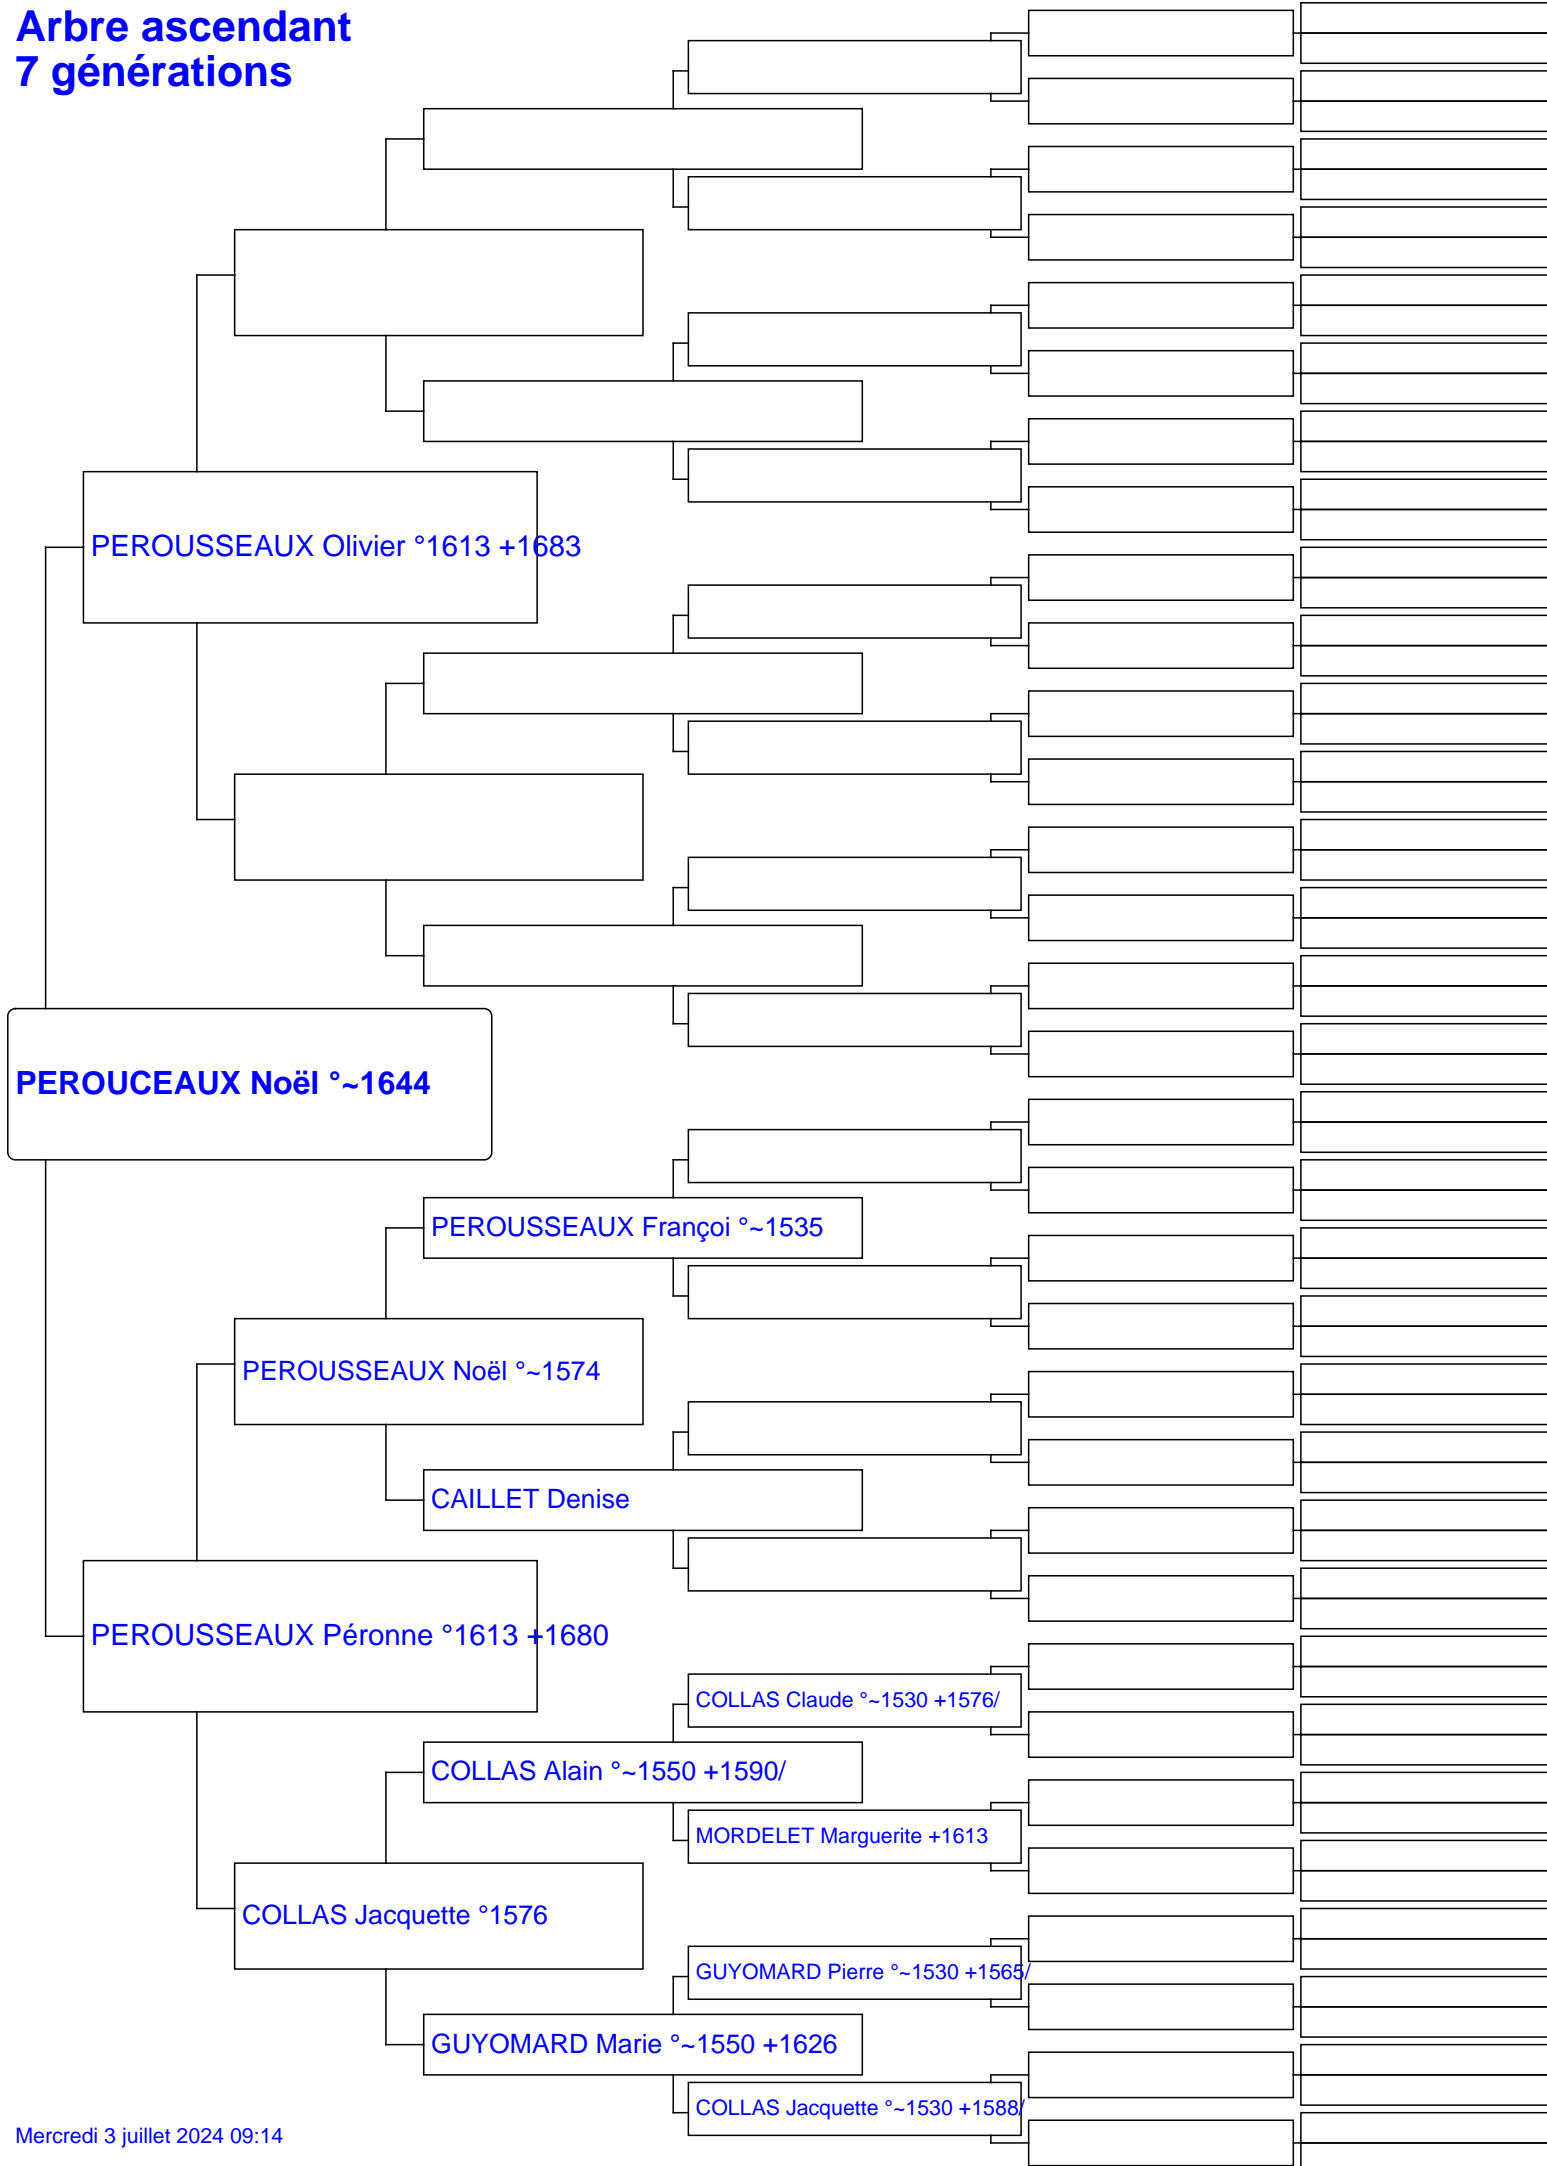 Arbre ascendant
7 générations
PEROUSSEAUX Olivier °1613 +1683
PEROUCEAUX Noël °~1644
PEROUSSEAUX Françoi °~1535
PEROUSSEAUX Noël °~1574
CAILLET Denise
PEROUSSEAUX Péronne °1613 +1680
COLLAS Claude °~1530 +1576/
COLLAS Alain °~1550 +1590/
MORDELET Marguerite +1613
COLLAS Jacquette °1576
GUYOMARD Pierre °~1530 +1565/
GUYOMARD Marie °~1550 +1626
COLLAS Jacquette °~1530 +1588/
Mercredi 3 juillet 2024 09:14